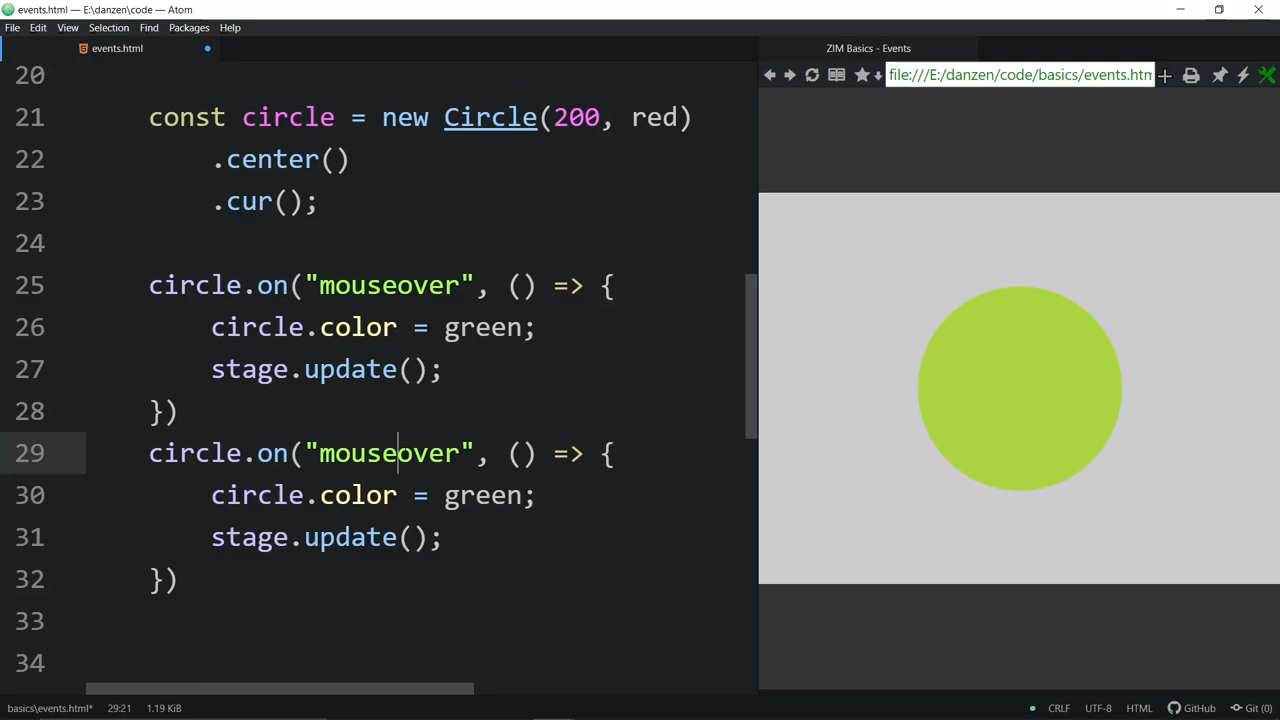 events.html — E:\danzen\code — Atom
File Edit View Selection Find Packages Help
events.html
ZIM Basics - Events
file:///E:/danzen/code/basics/events.htm
20
21 const circle = new Circle(200, red)
22 .center()
23 .cur();
24
25 circle.on("mouseover", () => {
26 circle.color = green;
27 stage.update();
28 })
29 circle.on("mouseover", () => {
30 circle.color = green;
31 stage.update();
32 })
33
34
basics\events.html* 29:21 1.19 KiB CRLF UTF-8 HTML GitHub Git (0)